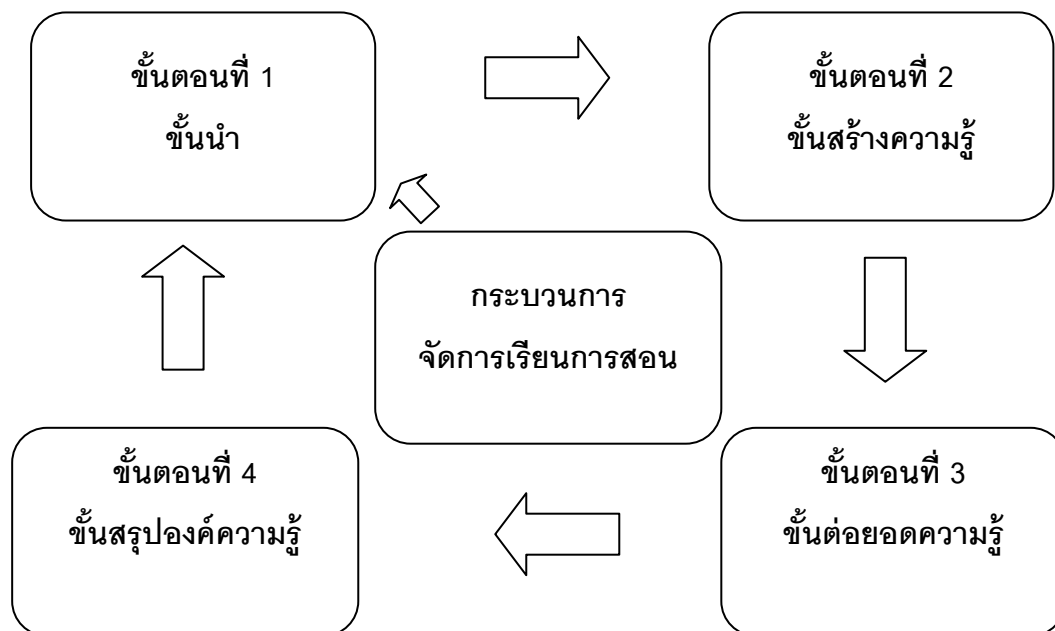 ขั้นตอนที่ 1
ขั้นนำ
ขั้นตอนที่ 2
ขั้นสร้างความรู้
กระบวนการ
จัดการเรียนการสอน
ขั้นตอนที่ 4
ขั้นสรุปองค์ความรู้
ขั้นตอนที่ 3
ขั้นต่อยอดความรู้